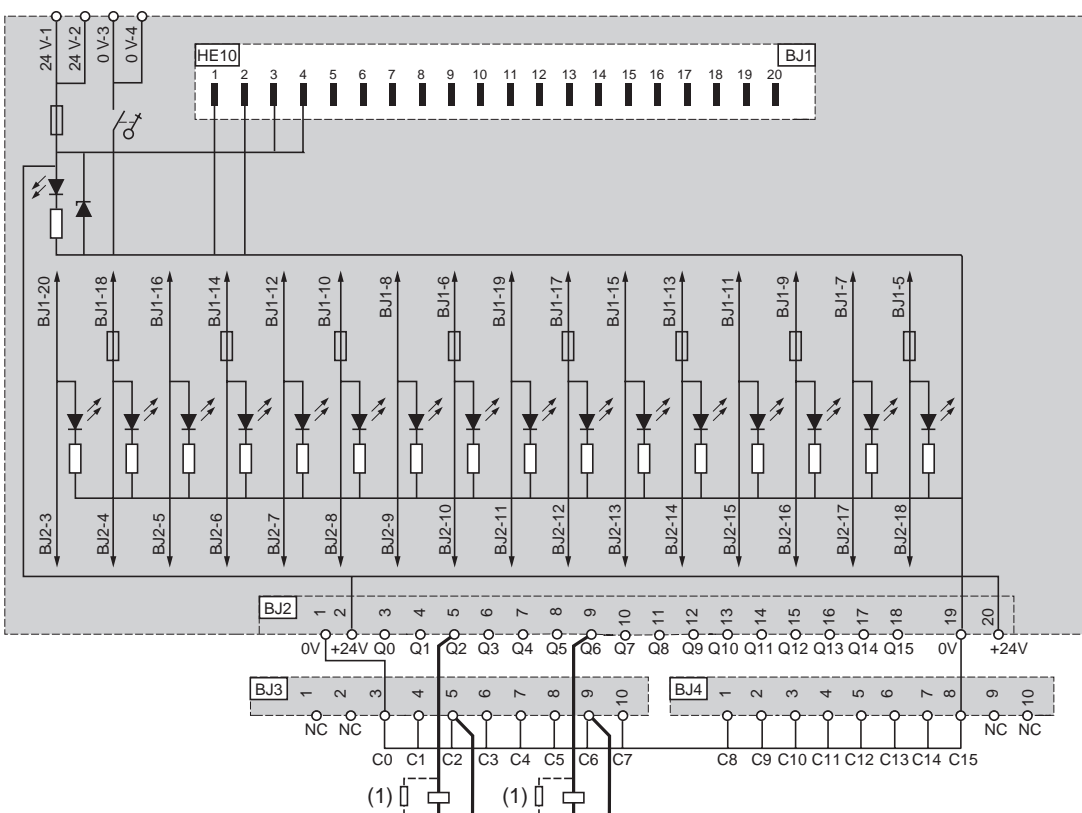 24 V-1 24 V-2 0 V-3 0 V-4
HE10 BJ1
1 2 3 4 5 6 7 8 9 10 11 12 13 14 15 16 17 18 19 20
BJ1-20 BJ1-18 BJ1-16 BJ1-14 BJ1-12 BJ1-10 BJ1-8 BJ1-6 BJ1-19 BJ1-17 BJ1-15 BJ1-13 BJ1-11 BJ1-9 BJ1-7 BJ1-5
BJ2-3 BJ2-4 BJ2-5 BJ2-6 BJ2-7 BJ2-8 BJ2-9 BJ2-10 BJ2-11 BJ2-12 BJ2-13 BJ2-14 BJ2-15 BJ2-16 BJ2-17 BJ2-18
BJ2 1 2 3 4 5 6 7 8 9 10 11 12 13 14 15 16 17 18 19 20
0V +24V Q0 Q1 Q2 Q3 Q4 Q5 Q6 Q7 Q8 Q9 Q10 Q11 Q12 Q13 Q14 Q15 0V +24V
BJ3 1 2 3 4 5 6 7 8 9 10 BJ4 1 2 3 4 5 6 7 8 9 10
NC NC NC NC
C0 C1 C2 C3 C4 C5 C6 C7 C8 C9 C10 C11 C12 C13 C14 C15
(1) (1)